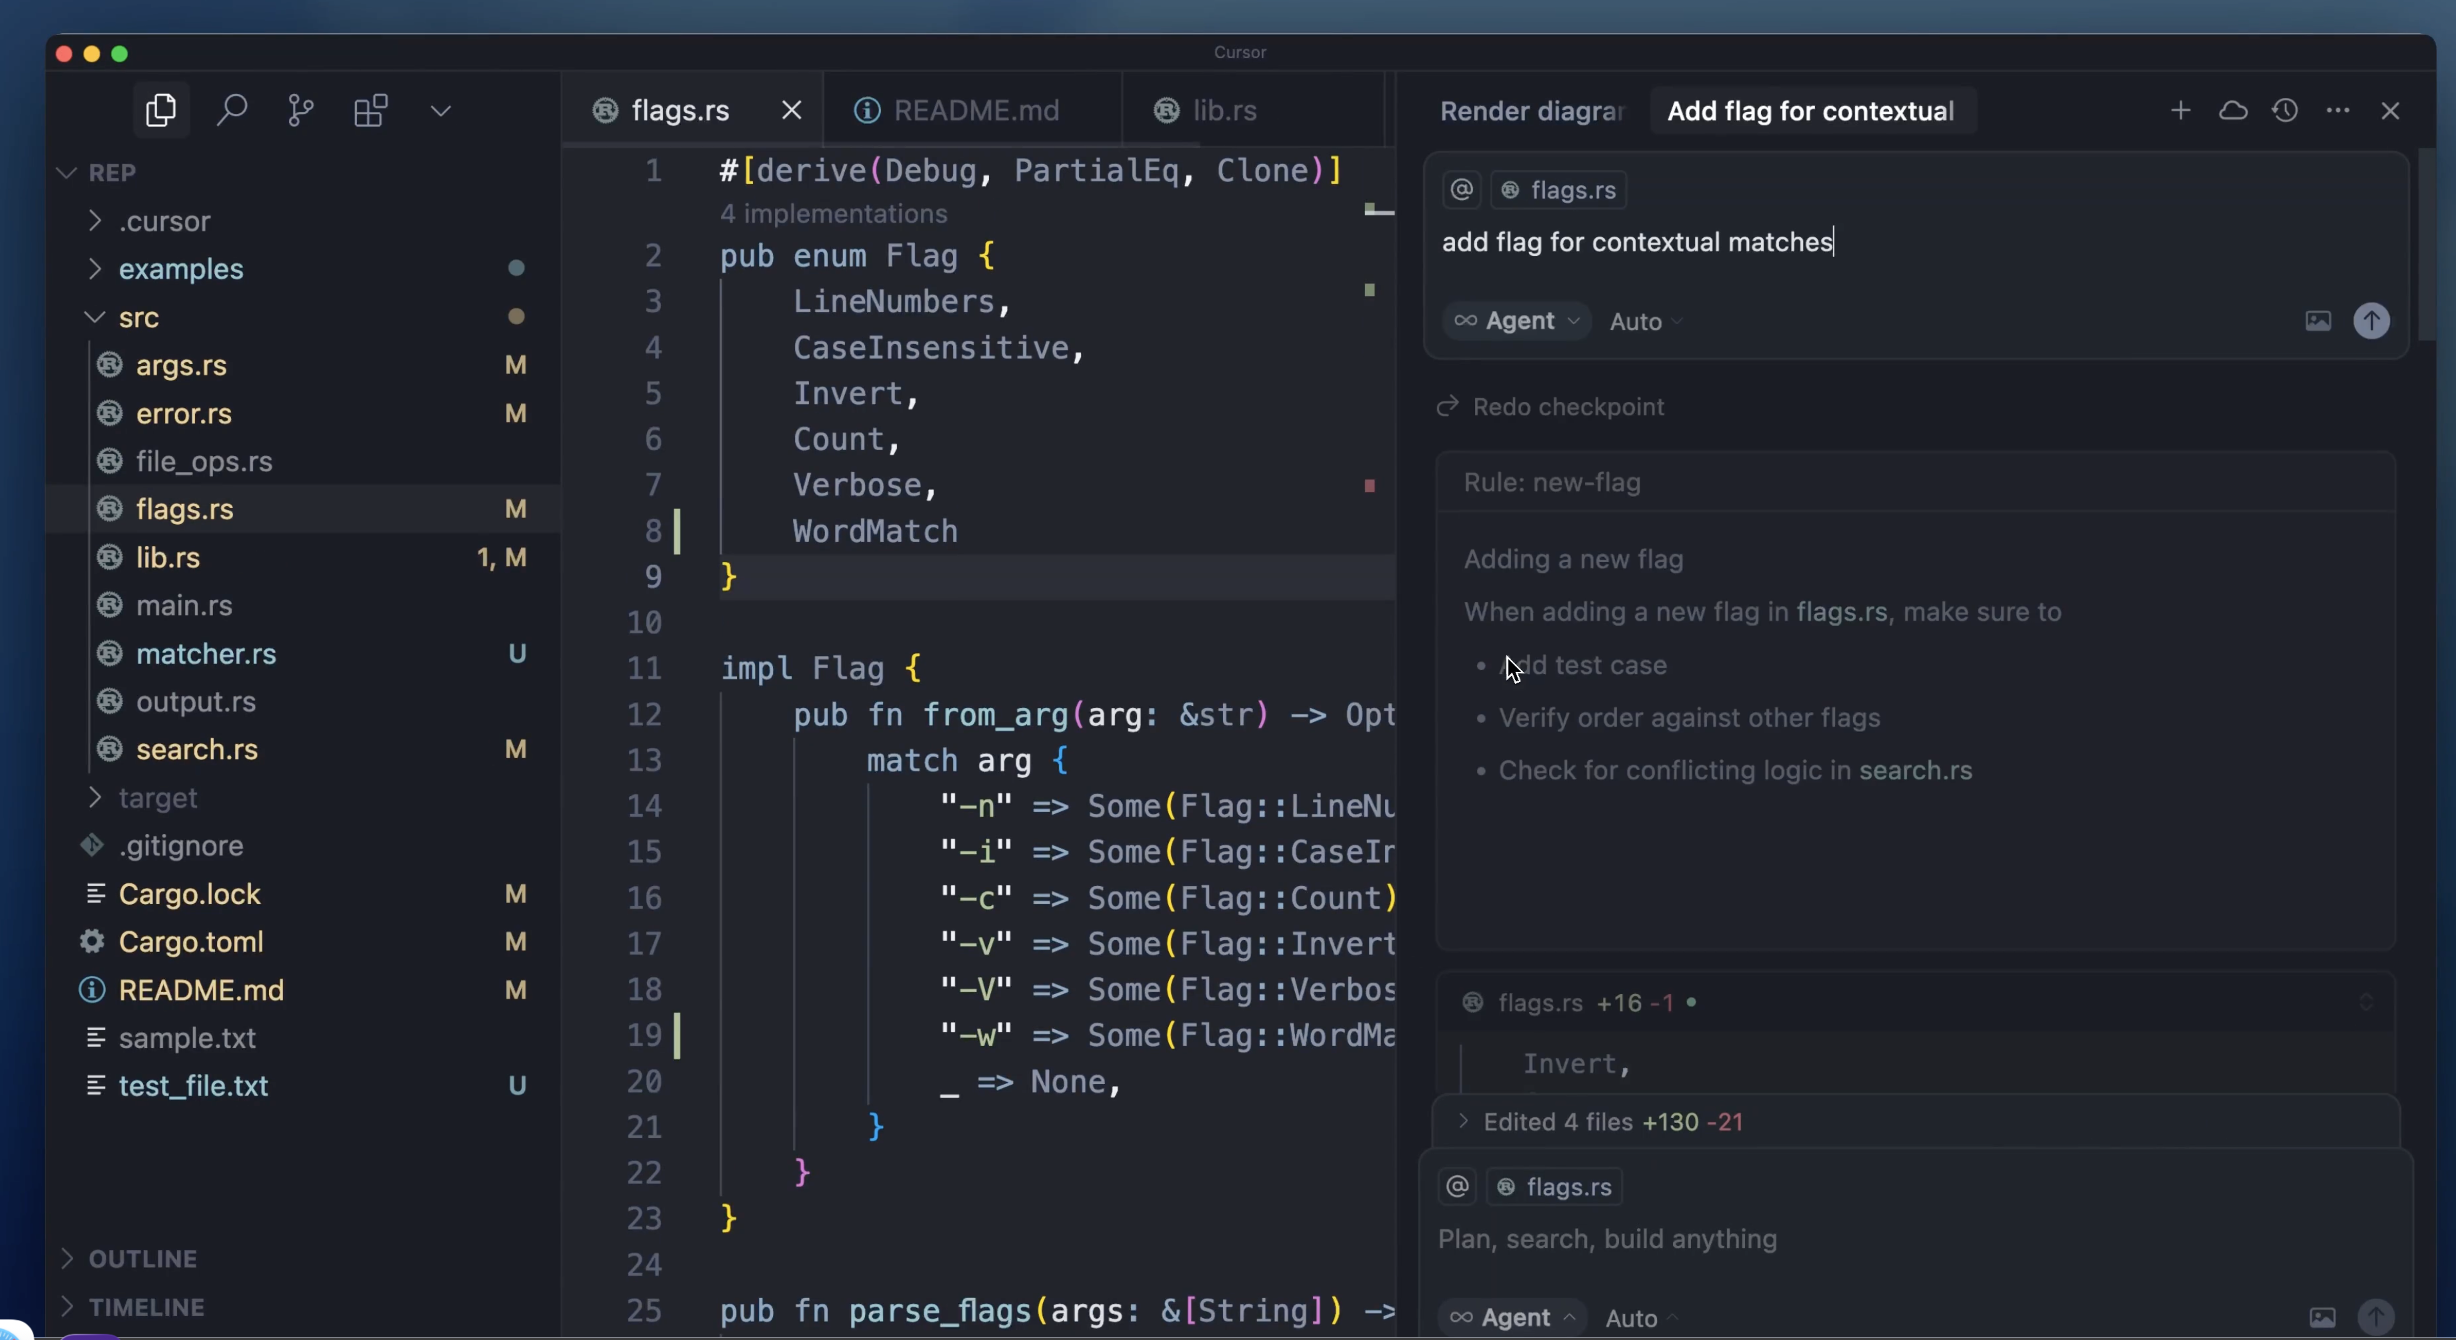 Cursor
REP
.cursor
examples
src
args.rs M
error.rs M
file_ops.rs
flags.rs M
lib.rs 1, M
main.rs
matcher.rs U
output.rs
search.rs M
target
.gitignore
Cargo.lock M
Cargo.toml M
README.md M
sample.txt
test_file.txt U
OUTLINE
TIMELINE
flags.rs README.md lib.rs
1 #[derive(Debug, PartialEq, Clone)]
4 implementations
2 pub enum Flag {
3 LineNumbers,
4 CaseInsensitive,
5 Invert,
6 Count,
7 Verbose,
8 WordMatch
9 }
10
11 impl Flag {
12 pub fn from_arg(arg: &str) -> Opt
13 match arg {
14 "-n" => Some(Flag::LineNu
15 "-i" => Some(Flag::CaseIn
16 "-c" => Some(Flag::Count)
17 "-v" => Some(Flag::Invert
18 "-V" => Some(Flag::Verbos
19 "-w" => Some(Flag::WordMa
20 _ => None,
21 }
22 }
23 }
24
25 pub fn parse_flags(args: &[String]) ->
Render diagra Add flag for contextual
@ flags.rs
add flag for contextual matches
Agent Auto
Redo checkpoint
Rule: new-flag
Adding a new flag
When adding a new flag in flags.rs, make sure to
• Add test case
• Verify order against other flags
• Check for conflicting logic in search.rs
flags.rs +16 -1
Invert,
Edited 4 files +130 -21
@ flags.rs
Plan, search, build anything
Agent Auto